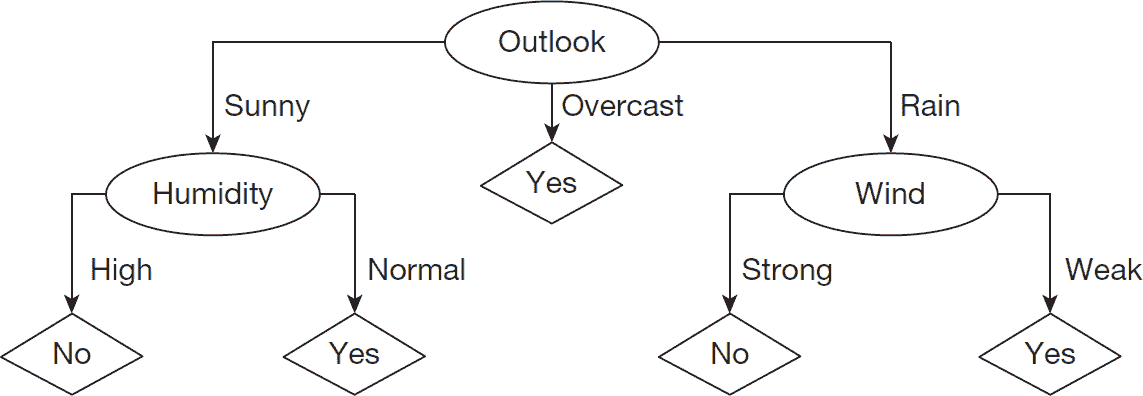 Outlook
Sunny
Overcast
Rain
Humidity
Yes
Wind
High
Normal
Strong
Weak
No
Yes
No
Yes